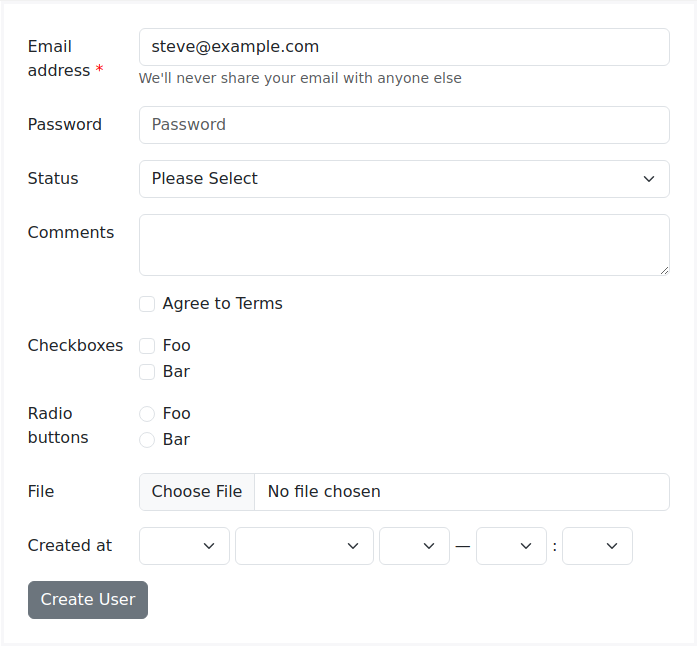 Email
address *
steve@example.com
We'll never share your email with anyone else
Password
Password
Status
Please Select
Comments
Agree to Terms
Checkboxes
Foo
Bar
Radio
buttons
Foo
Bar
File
Choose File
No file chosen
Created at
— :
Create User